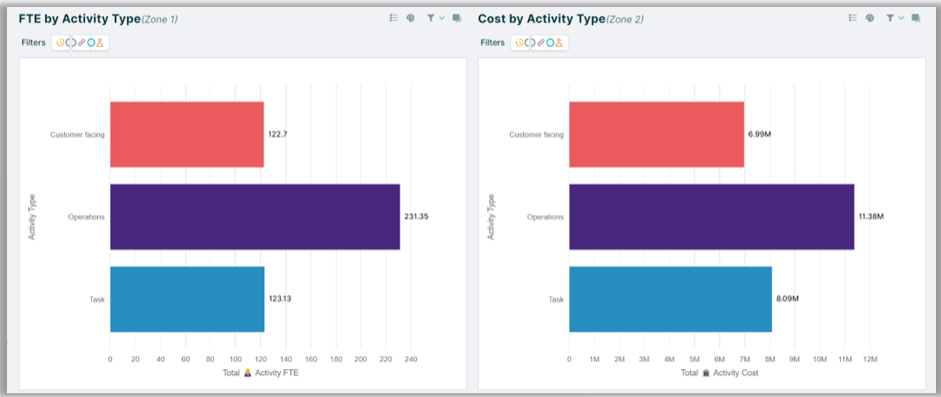 FTE by Activity Type(Zone 1)
Filters
Customer facing
122.7
Operations
231.35
Task
123.13
Activity Type
0 20 40 60 80 100 120 140 160 180 200 220 240
Total Activity FTE
Cost by Activity Type(Zone 2)
Filters
Customer facing
6.99M
Operations
11.38M
Task
8.09M
Activity Type
0 1M 2M 3M 4M 5M 6M 7M 8M 9M 10M 11M 12M
Total Activity Cost